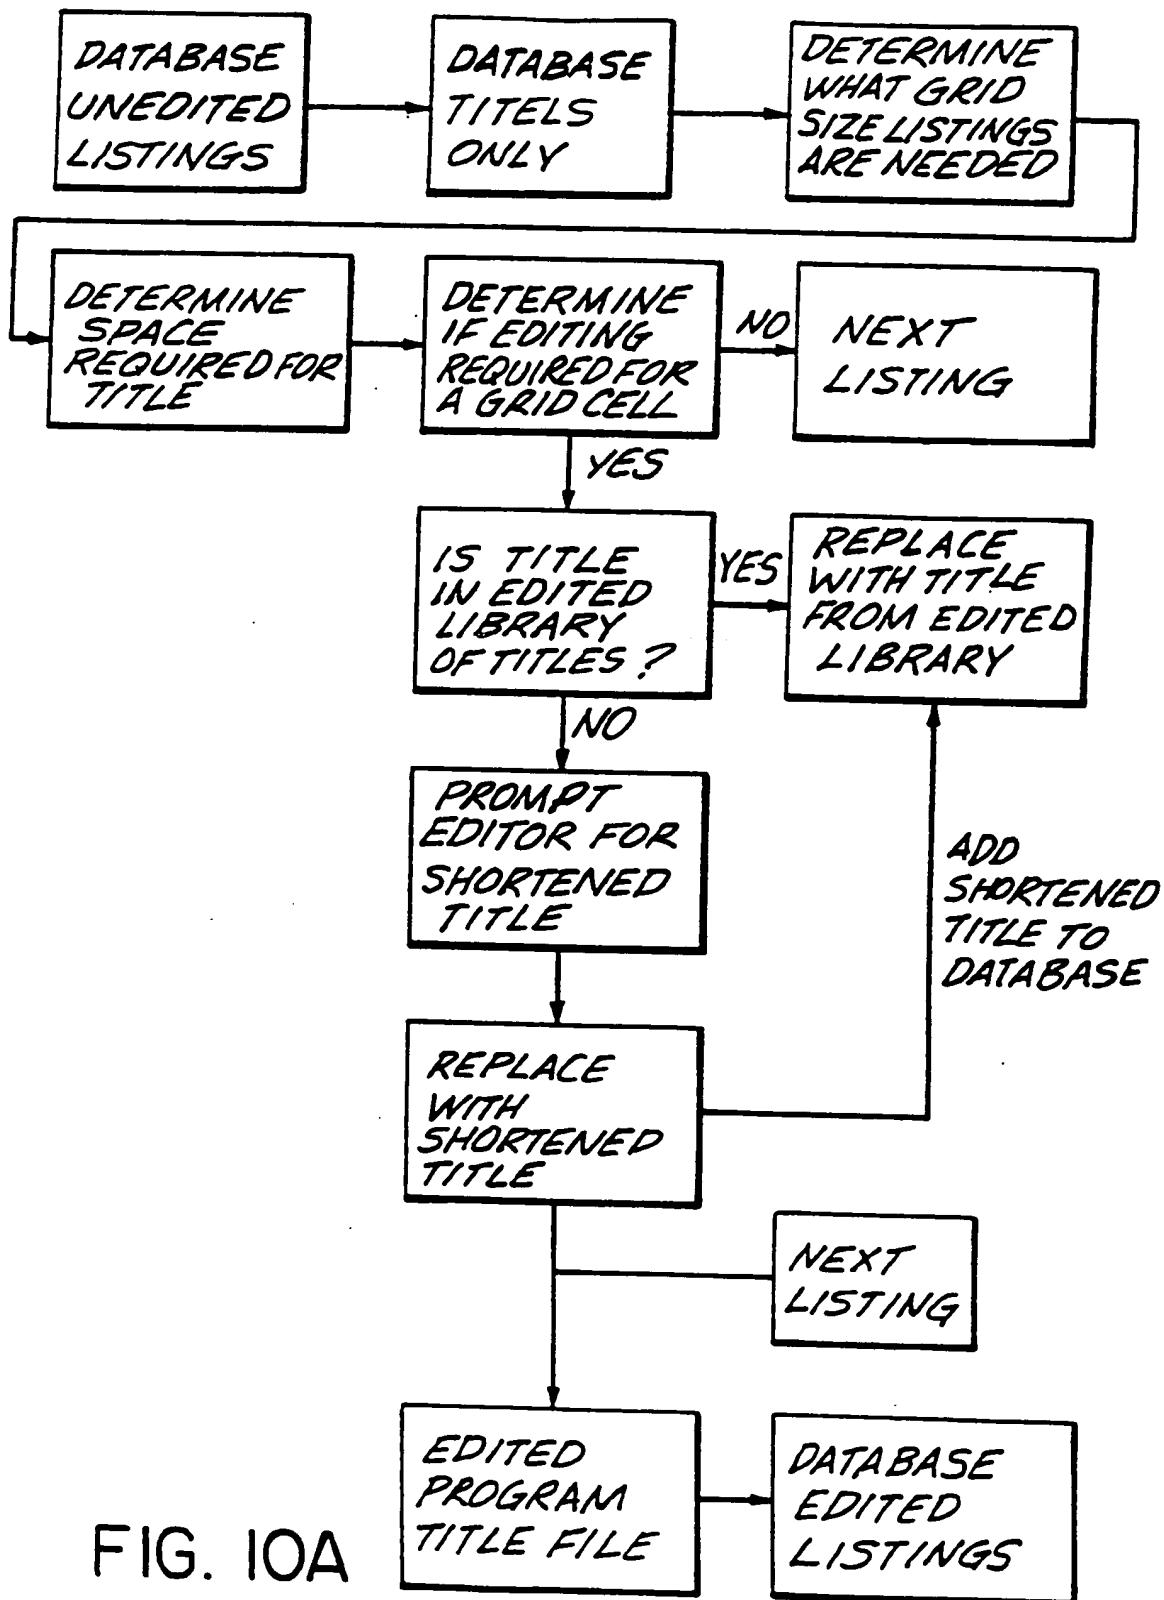 DATABASE
UNEDITED
LISTINGS
DATABASE
TITELS
ONLY
DETERMINE
WHAT GRID
SIZE LISTINGS
ARE NEEDED
DETERMINE
SPACE
REQUIRED FOR
TITLE
DETERMINE
IF EDITING
REQUIRED FOR
A GRID CELL
NO
NEXT
LISTING
YES
IS TITLE
IN EDITED
LIBRARY
OF TITLES?
YES
REPLACE
WITH TITLE
FROM EDITED
LIBRARY
NO
PROMPT
EDITOR FOR
SHORTENED
TITLE
ADD
SHORTENED
TITLE TO
DATABASE
REPLACE
WITH
SHORTENED
TITLE
NEXT
LISTING
EDITED
PROGRAM
TITLE FILE
DATABASE
EDITED
LISTINGS
FIG. 10A